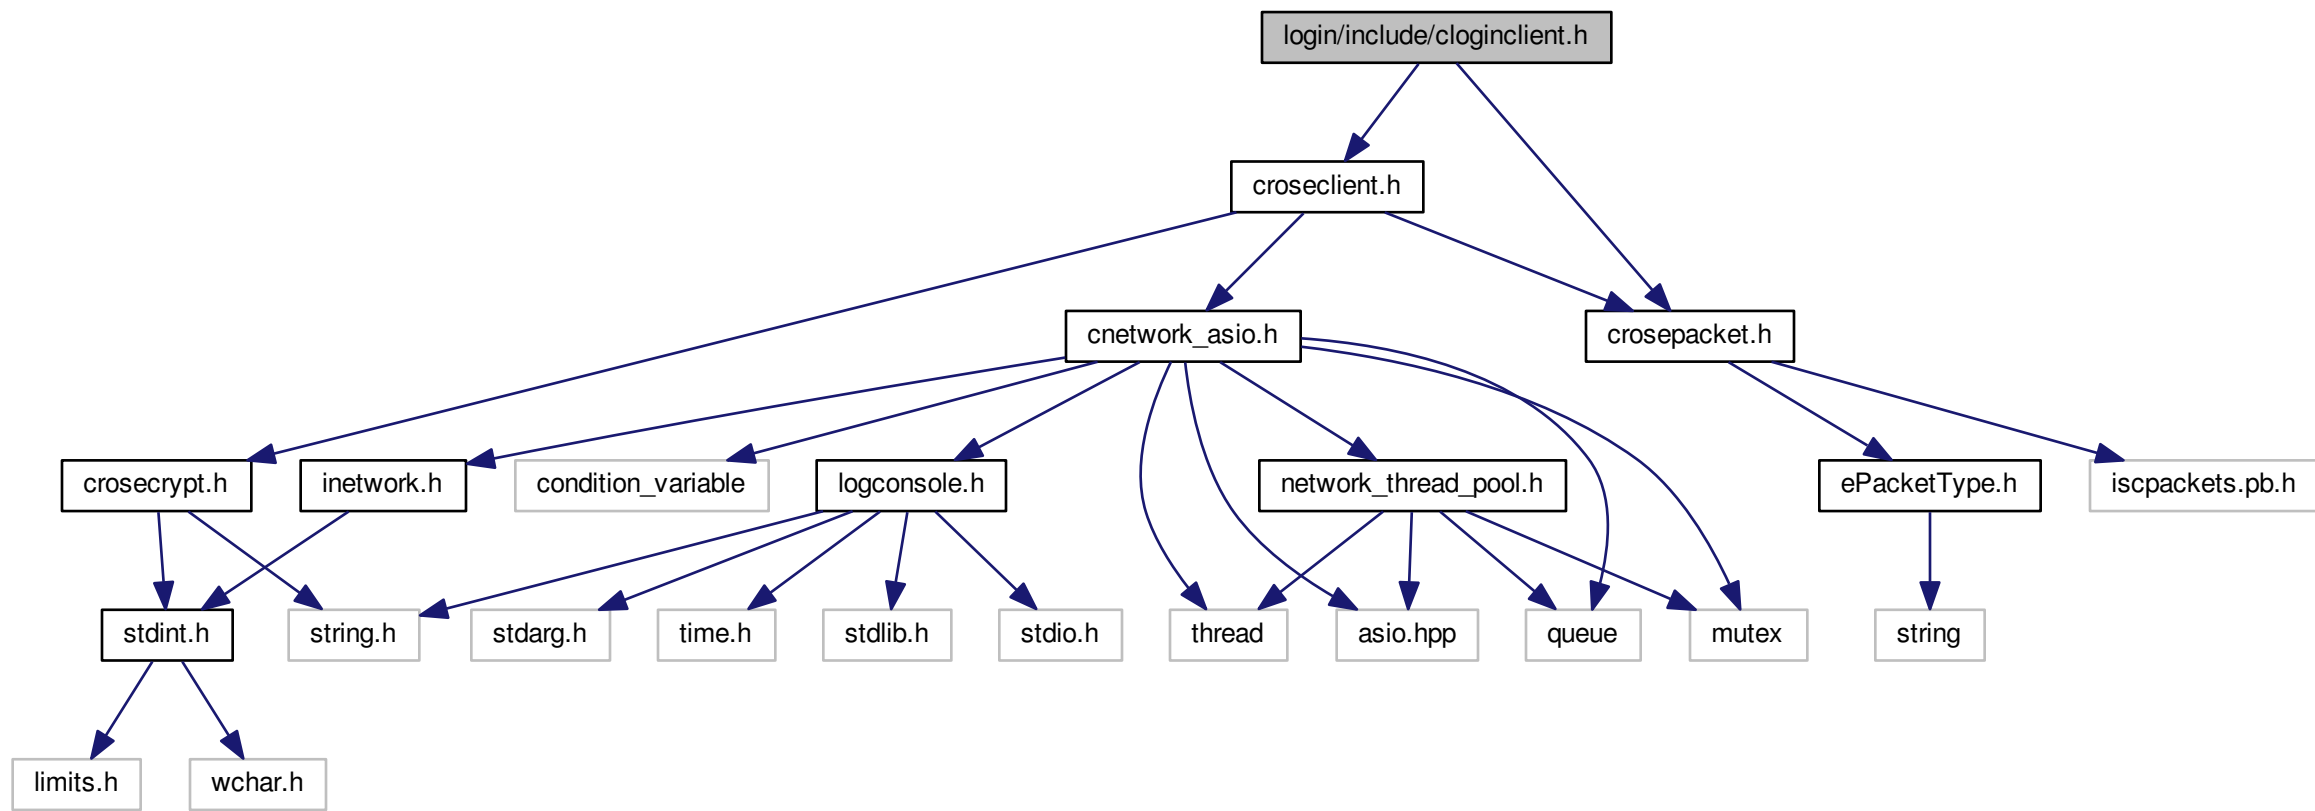 login/include/cloginclient.h
croseclient.h
cnetwork_asio.h
crosepacket.h
crosecrypt.h
inetwork.h
condition_variable
logconsole.h
network_thread_pool.h
ePacketType.h
iscpackets.pb.h
stdint.h
string.h
stdarg.h
time.h
stdlib.h
stdio.h
thread
asio.hpp
queue
mutex
string
limits.h
wchar.h